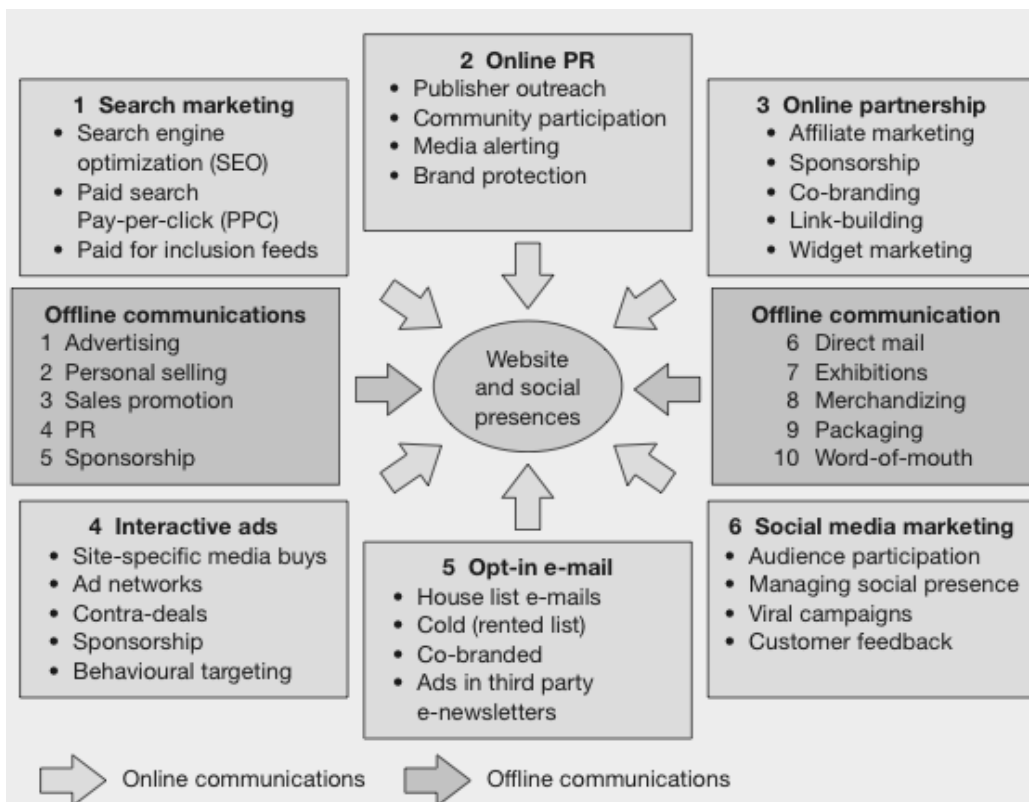 1 Search marketing
• Search engine
optimization (SEO)
• Paid search
Pay-per-click (PPC)
• Paid for inclusion feeds
2 Online PR
• Publisher outreach
• Community participation
• Media alerting
• Brand protection
3 Online partnership
• Affiliate marketing
• Sponsorship
• Co-branding
• Link-building
• Widget marketing
Offline communications
1 Advertising
2 Personal selling
3 Sales promotion
4 PR
5 Sponsorship
Website
and social
presences
Offline communication
6 Direct mail
7 Exhibitions
8 Merchandizing
9 Packaging
10 Word-of-mouth
4 Interactive ads
• Site-specific media buys
• Ad networks
• Contra-deals
• Sponsorship
• Behavioural targeting
5 Opt-in e-mail
• House list e-mails
• Cold (rented list)
• Co-branded
• Ads in third party
e-newsletters
6 Social media marketing
• Audience participation
• Managing social presence
• Viral campaigns
• Customer feedback
Online communications
Offline communications